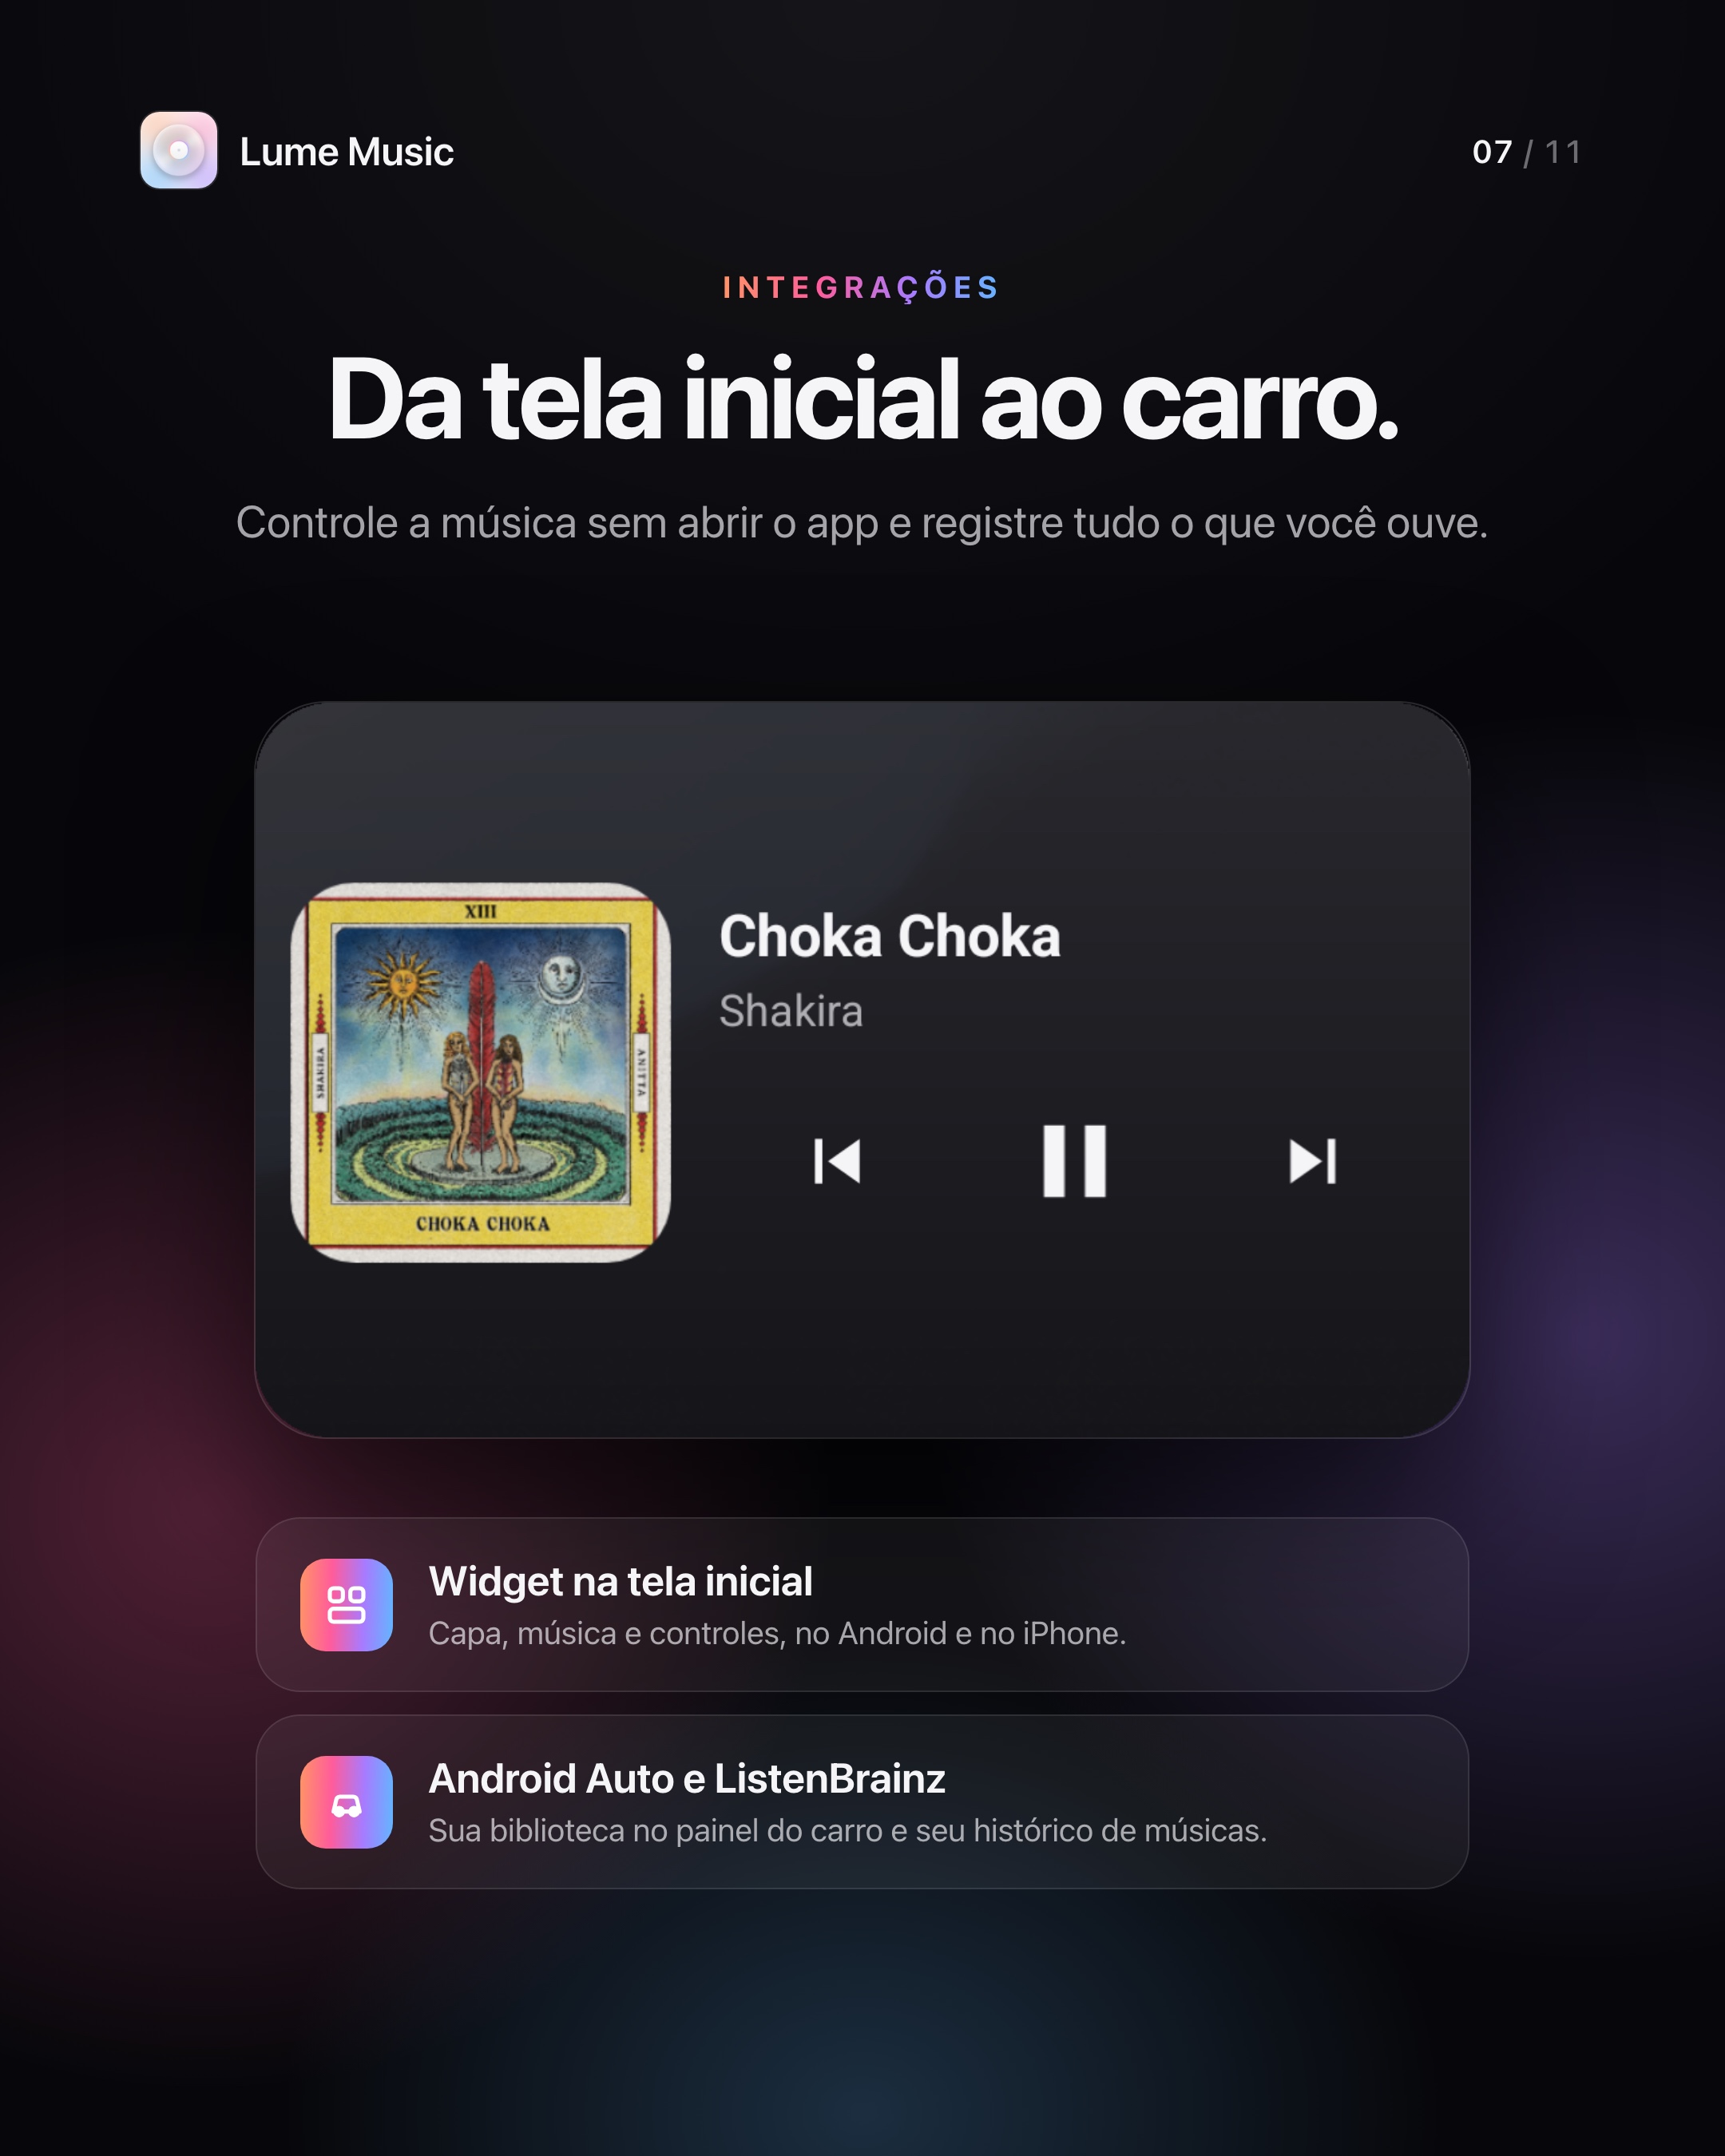 Lume Music
07 / 11
INTEGRAÇÕES
Da tela inicial ao carro.
Controle a música sem abrir o app e registre tudo o que você ouve.
XIII
SHAKIRA
ANITTA
CHOKA CHOKA
Choka Choka
Shakira
Widget na tela inicial
Capa, música e controles, no Android e no iPhone.
Android Auto e ListenBrainz
Sua biblioteca no painel do carro e seu histórico de músicas.